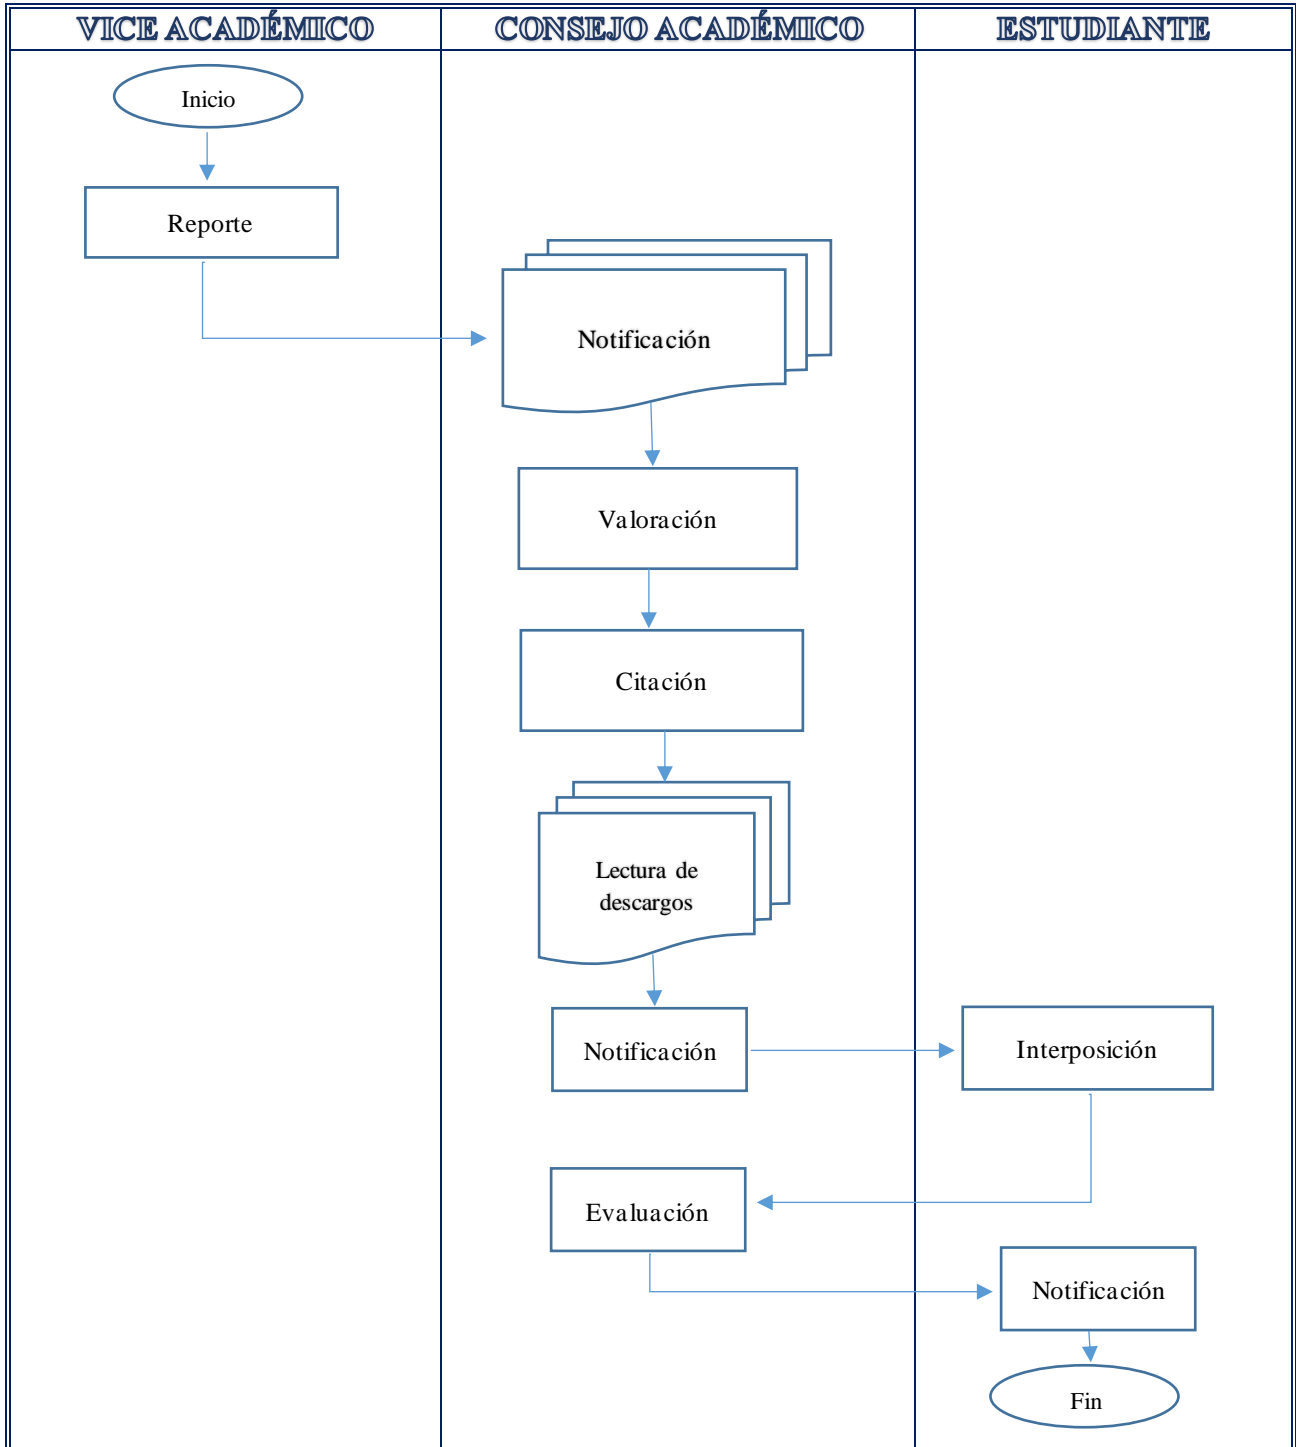 VICE ACADÉMICO
CONSEJO ACADÉMICO
ESTUDIANTE
Inicio
Reporte
Notificación
Valoración
Citación
Lectura de
descargos
Notificación
Interposición
Evaluación
Notificación
Fin